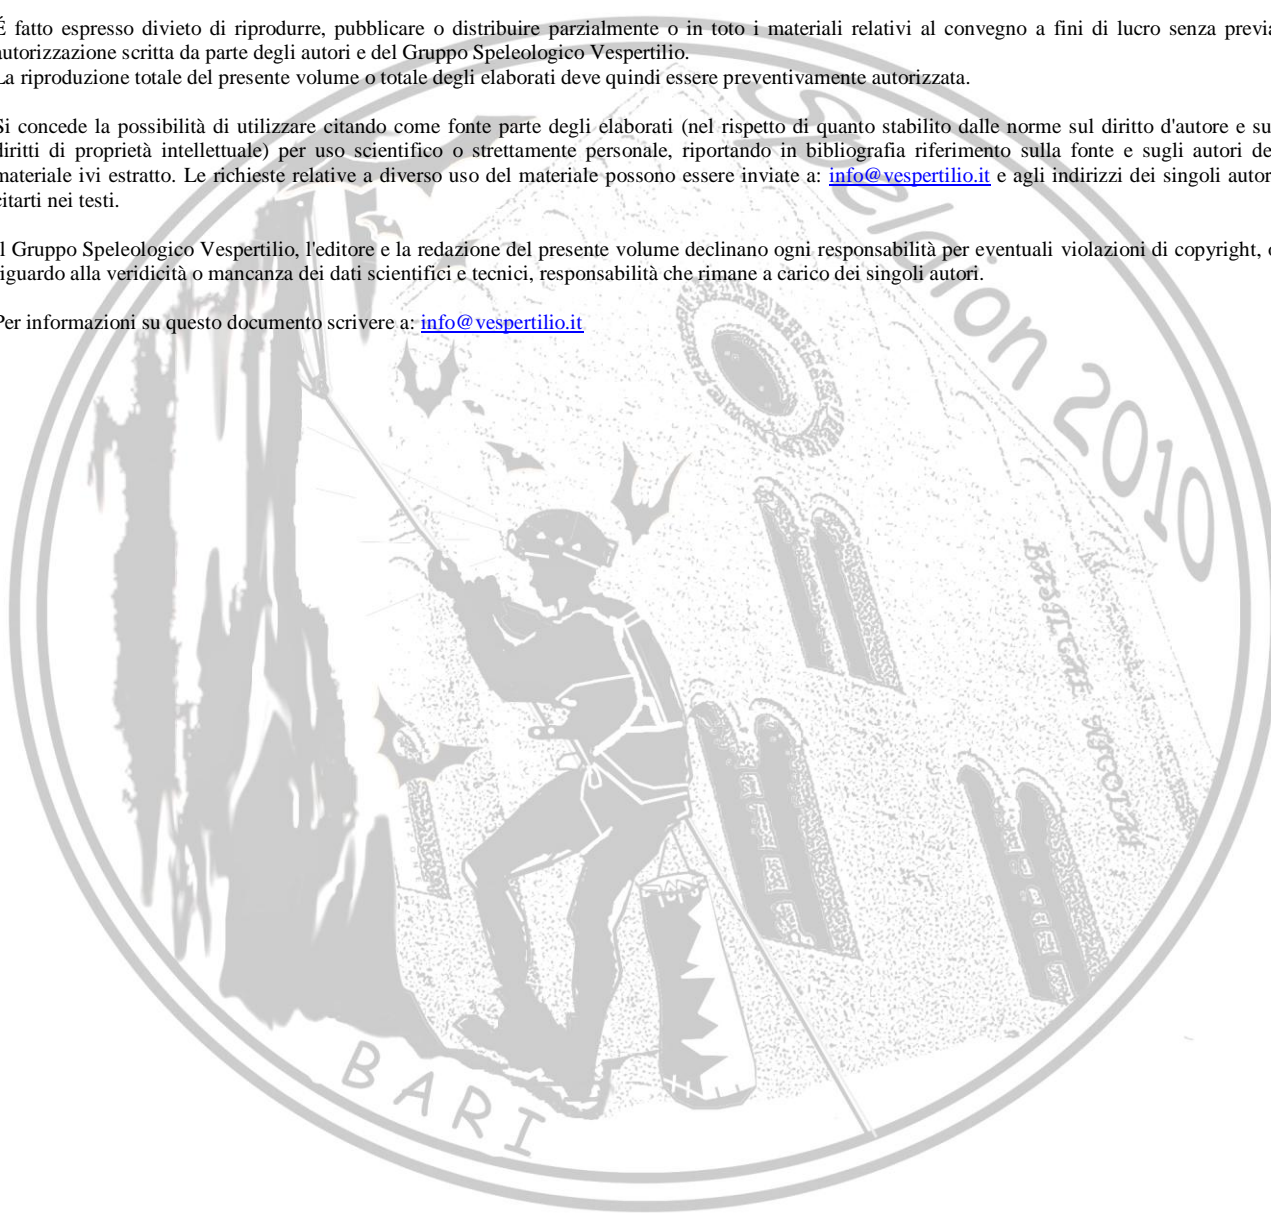 É fatto espresso divieto di riprodurre, pubblicare o distribuire parzialmente o in toto i materiali relativi al convegno a fini di lucro senza previa
autorizzazione scritta da parte degli autori e del Gruppo Speleologico Vespertilio.
La riproduzione totale del presente volume o totale degli elaborati deve quindi essere preventivamente autorizzata.
Si concede la possibilità di utilizzare citando come fonte parte degli elaborati (nel rispetto di quanto stabilito dalle norme sul diritto d'autore e su
diritti di proprietà intellettuale) per uso scientifico o strettamente personale, riportando in bibliografia riferimento sulla fonte e sugli autori de
materiale ivi estratto. Le richieste relative a diverso uso del materiale possono essere inviate a: info@vespertilio.it e agli indirizzi dei singoli autor
citarti nei testi.
l Gruppo Speleologico Vespertilio, l'editore e la redazione del presente volume declinano ogni responsabilità per eventuali violazioni di copyright, o
riguardo alla veridicità o mancanza dei dati scientifici e tecnici, responsabilità che rimane a carico dei singoli autori.
Per informazioni su questo documento scrivere a: info@vespertilio.it
Spelaion 2010
BARI